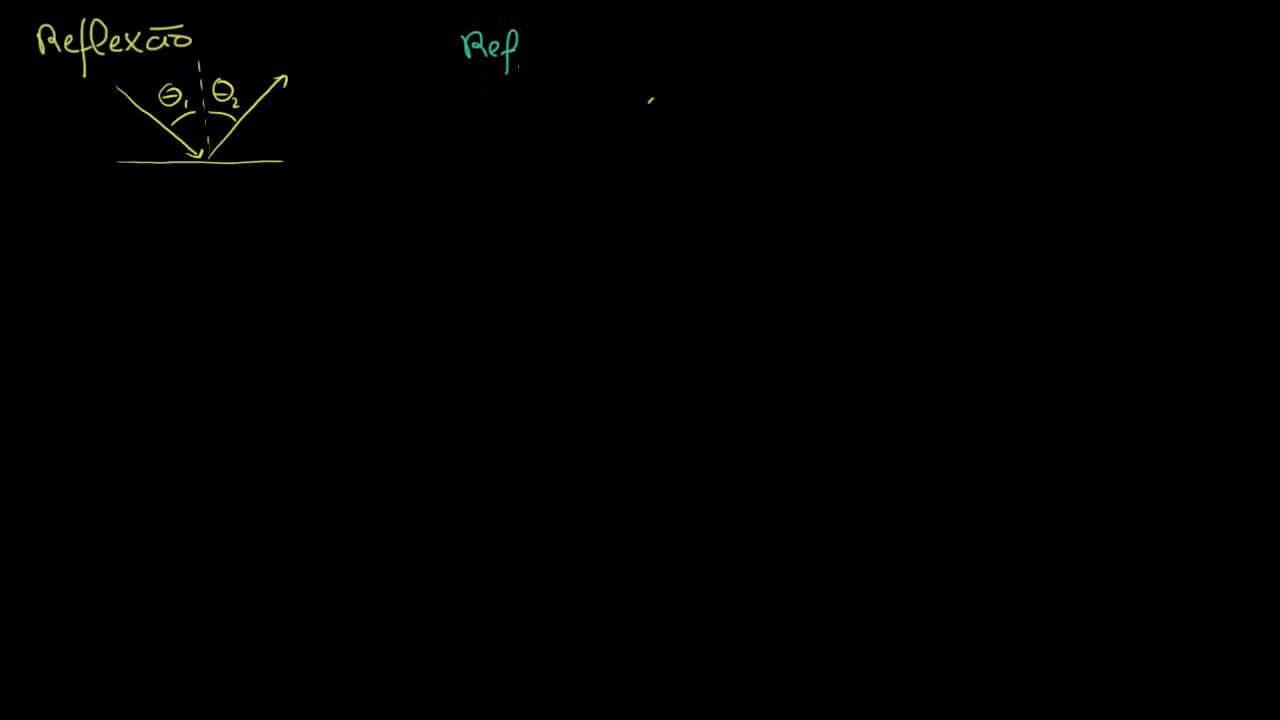 Reflexão
Ref
θ₁ θ₂